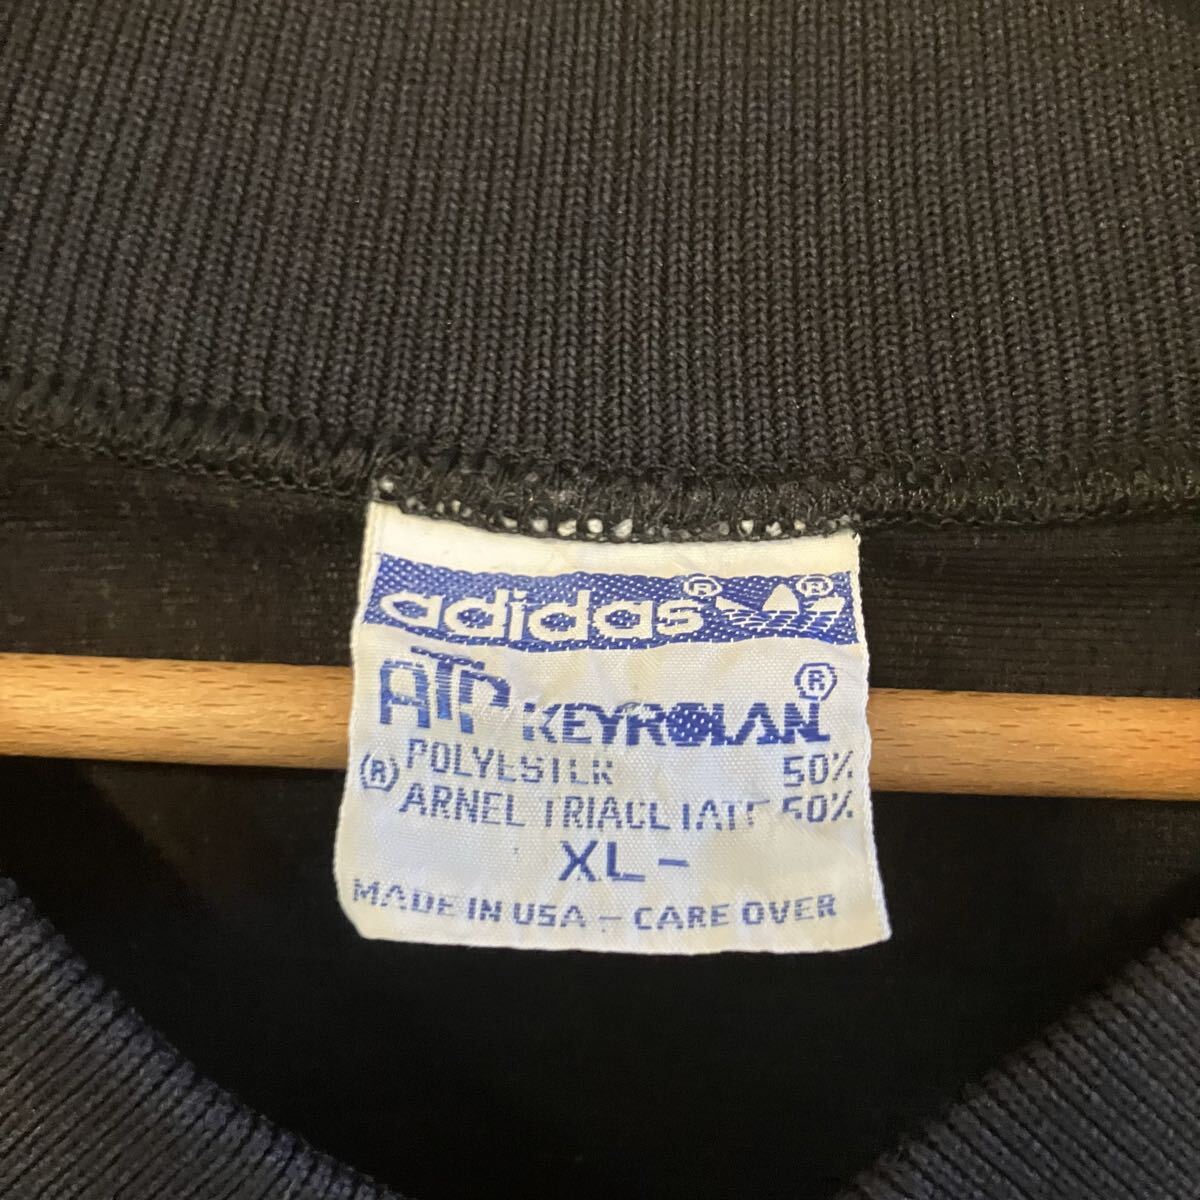 adidas® ®
ATP KEYROLAN®
POLYESTER 50%
® ARNEL TRIACETATE 50%
XL -
MADE IN USA - CARE OVER